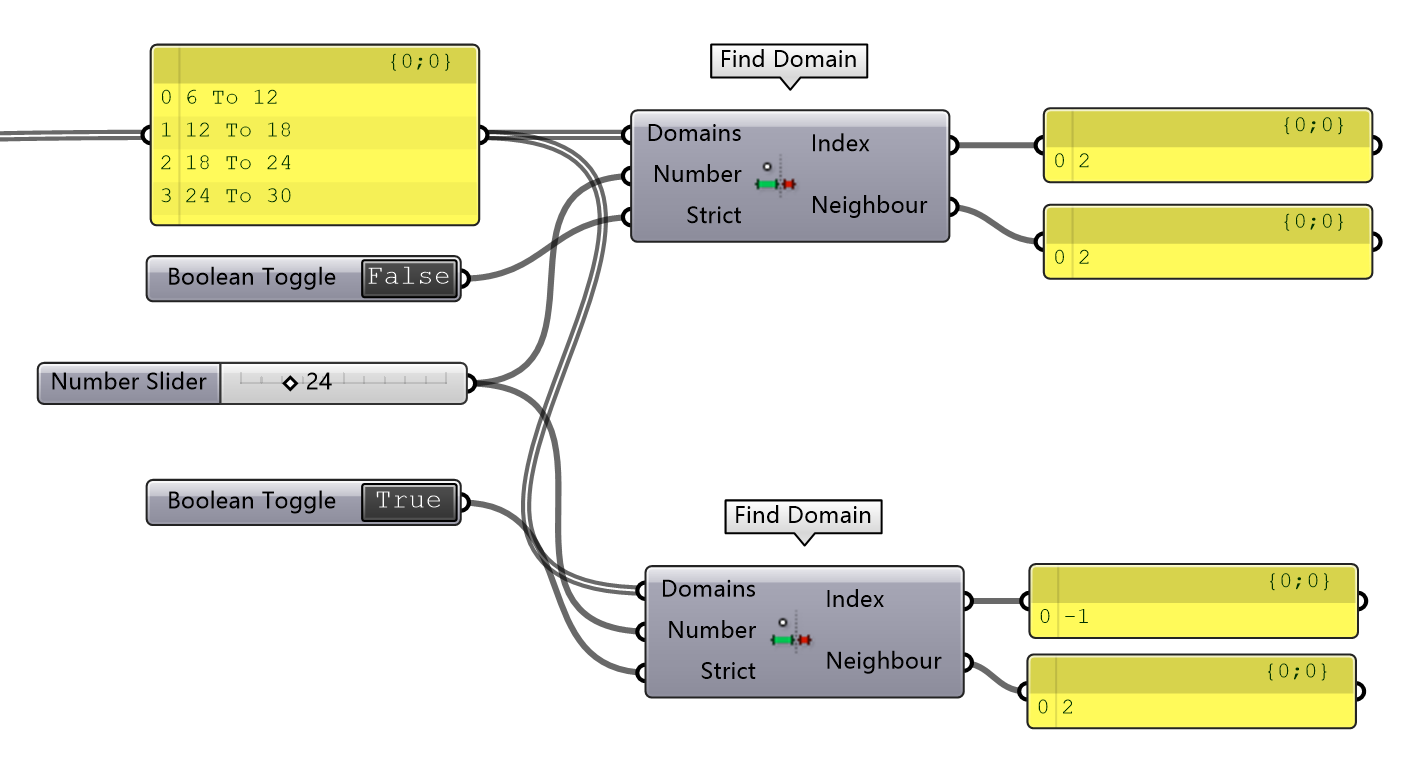 {0;0}
0 6 To 12
1 12 To 18
2 18 To 24
3 24 To 30
Boolean Toggle False
Number Slider 24
Boolean Toggle True
Find Domain
Domains
Number
Strict
Index
Neighbour
{0;0}
0 2
{0;0}
0 2
Find Domain
Domains
Number
Strict
Index
Neighbour
{0;0}
0 -1
{0;0}
0 2